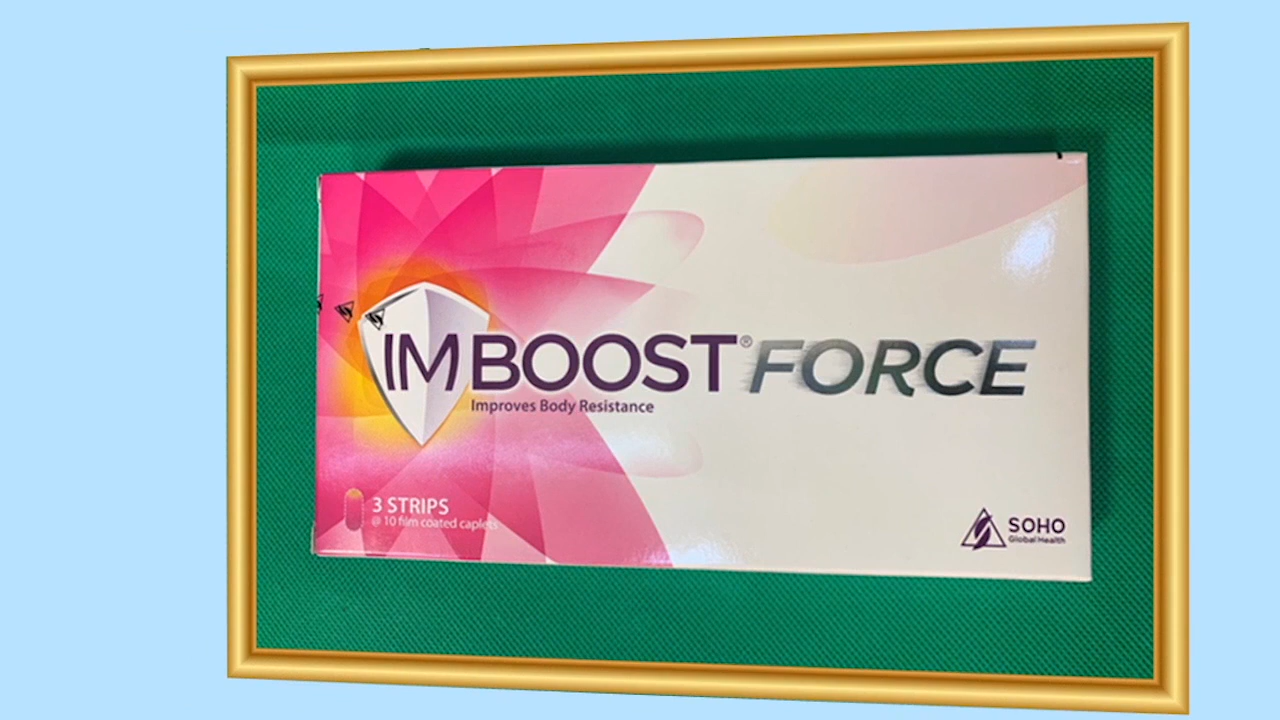 IMBOOST® FORCE
Improves Body Resistance
3 STRIPS
@ 10 film coated caplets
SOHO
Global Health